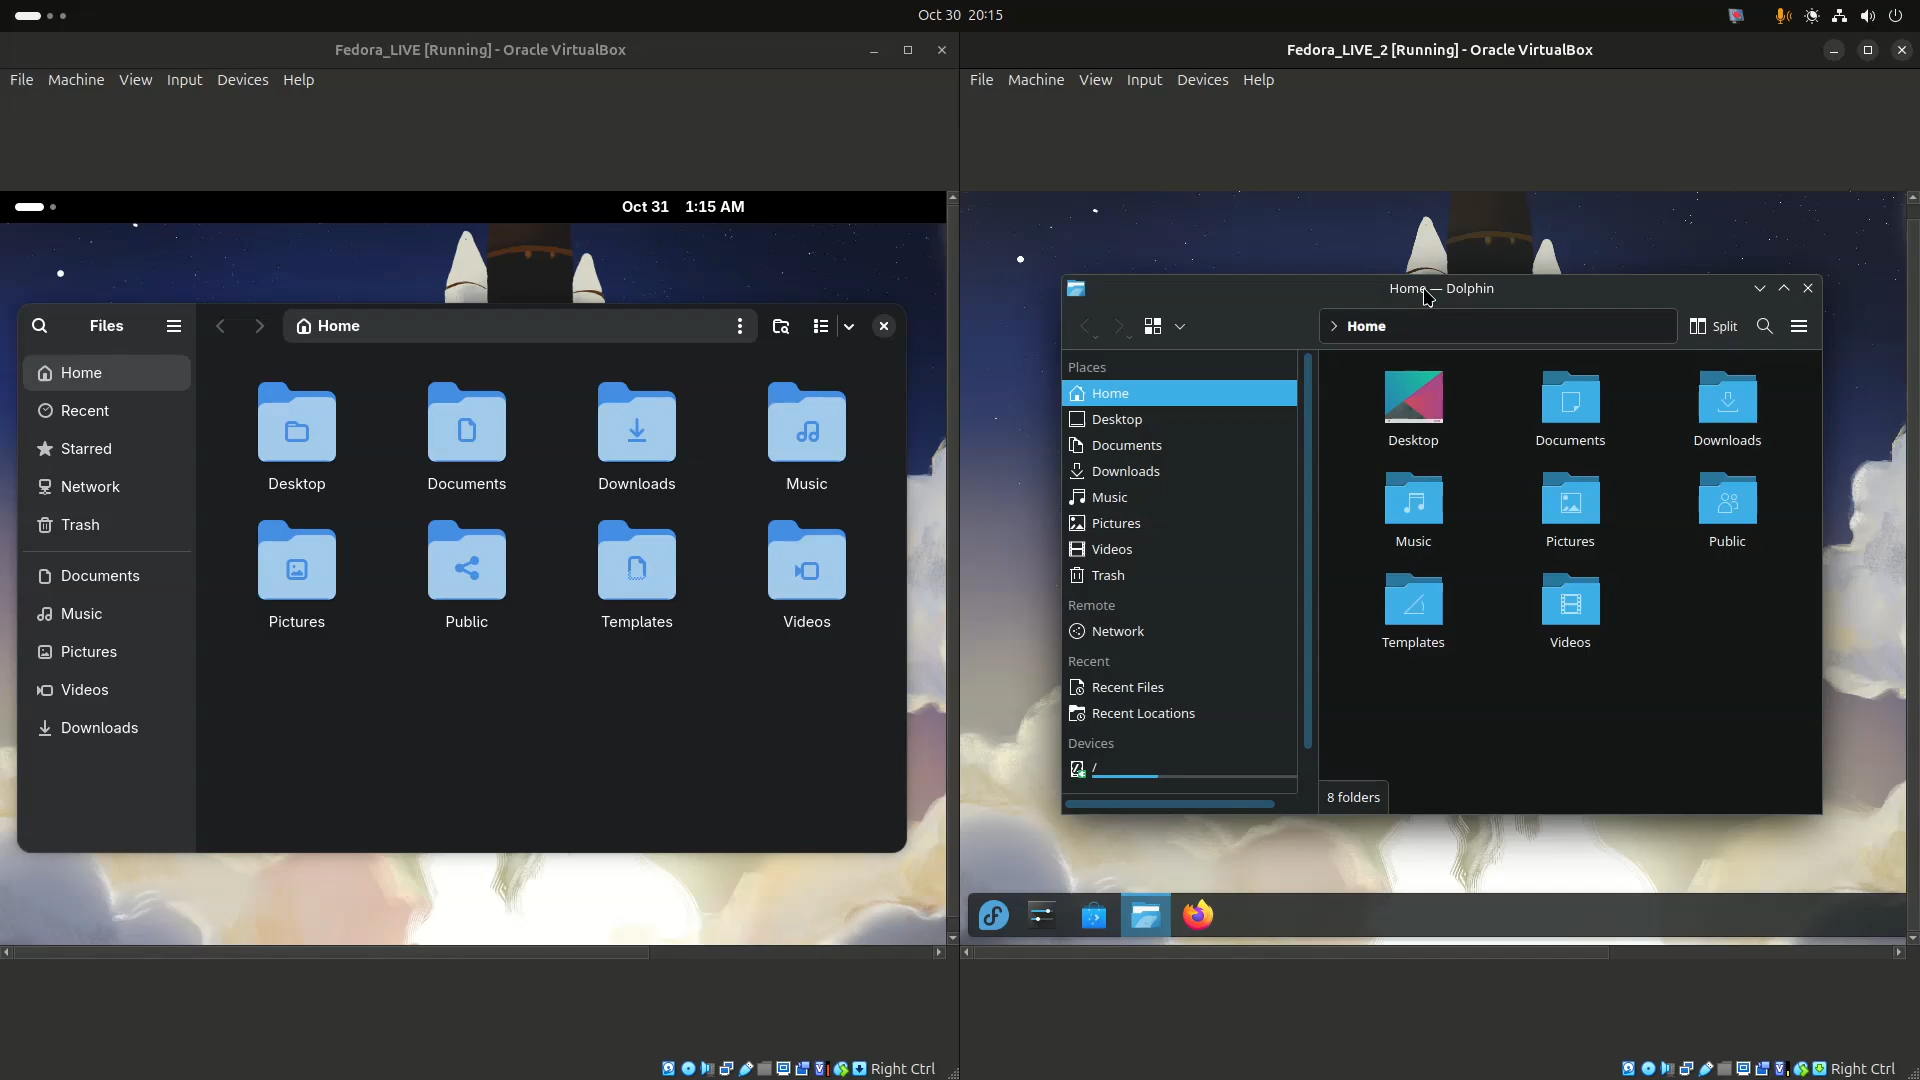 Oct 30 20:15
Fedora_LIVE [Running] - Oracle VirtualBox
File Machine View Input Devices Help
Oct 31 1:15 AM
Files
Home
Home
Recent
Starred
Network
Trash
Documents
Music
Pictures
Videos
Downloads
Desktop
Documents
Downloads
Music
Pictures
Public
Templates
Videos
Right Ctrl
Fedora_LIVE_2 [Running] - Oracle VirtualBox
File Machine View Input Devices Help
Home — Dolphin
Home
Split
Places
Home
Desktop
Documents
Downloads
Music
Pictures
Videos
Trash
Remote
Network
Recent
Recent Files
Recent Locations
Devices
/
Desktop
Documents
Downloads
Music
Pictures
Public
Templates
Videos
8 folders
Right Ctrl